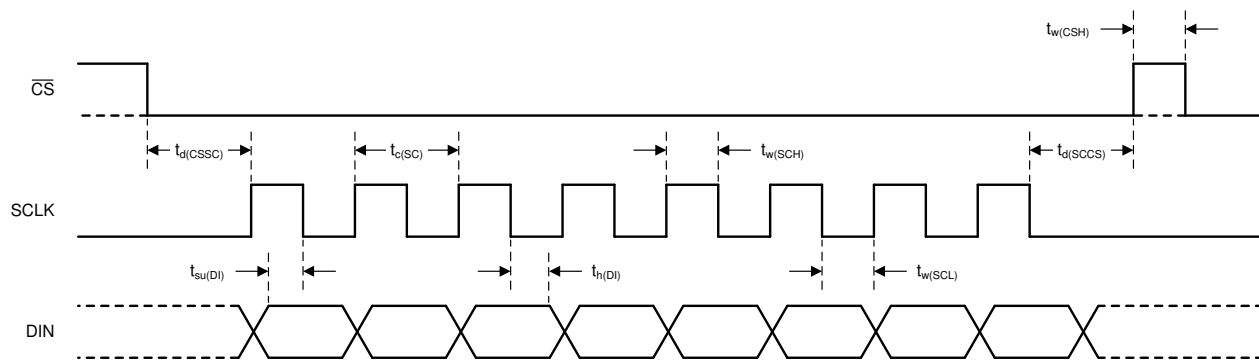 tw(CSH)
CS
td(CSSC)
tc(SC)
tw(SCH)
td(SCCS)
SCLK
tsu(DI)
th(DI)
tw(SCL)
DIN